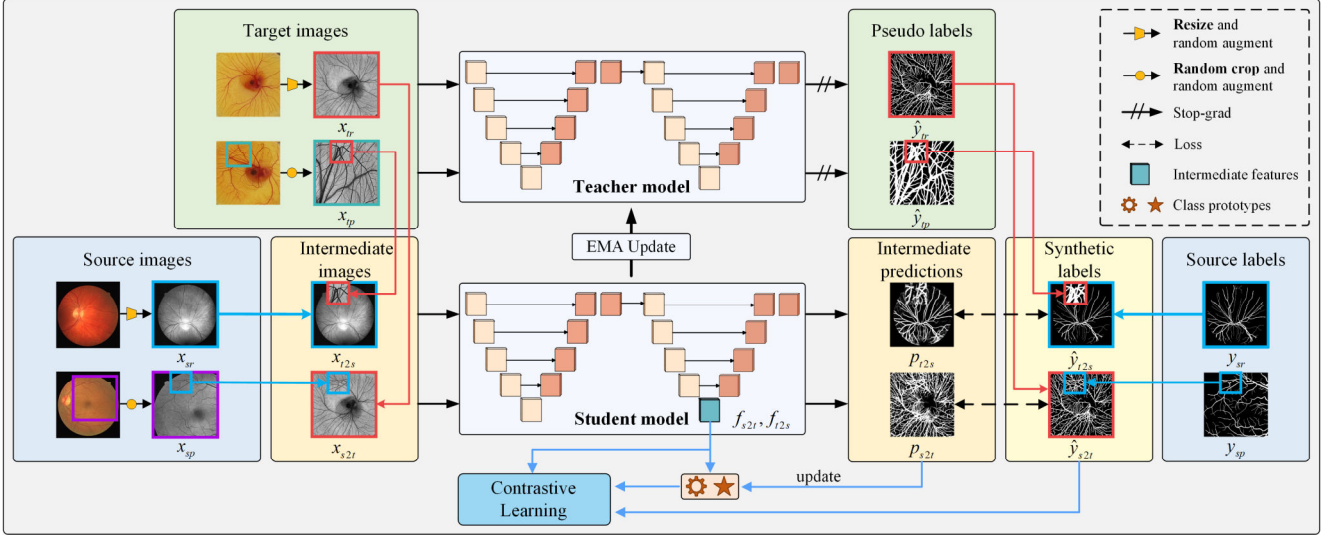 Target images
x_tr
x_tp
Teacher model
EMA Update
Pseudo labels
ŷ_tr
ŷ_tp
Resize and
random augment
Random crop and
random augment
Stop-grad
Loss
Intermediate features
Class prototypes
Source images
x_sr
x_sp
Intermediate
images
x_t2s
x_s2t
Student model
f_s2t, f_t2s
Intermediate
predictions
p_t2s
p_s2t
Synthetic
labels
ŷ_t2s
ŷ_s2t
Source labels
y_sr
y_sp
update
Contrastive
Learning